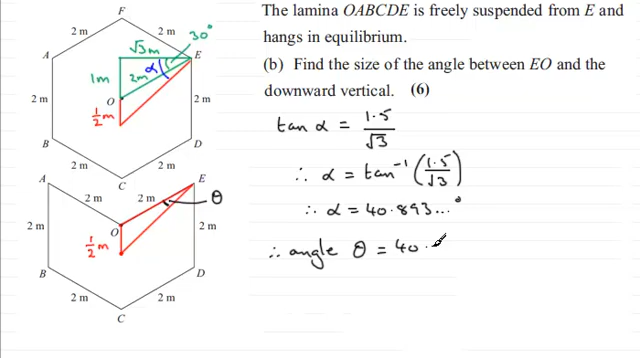 The lamina OABCDE is freely suspended from E and
hangs in equilibrium.
(b) Find the size of the angle between EO and the
downward vertical. (6)
F
2 m
2 m
30°
√3 m
A
α
E
1m
2m
2 m
O
2 m
½m
B
D
2 m
2 m
C
A
E
2 m
2 m
θ
2 m
O
2 m
½m
B
D
2 m
2 m
C
tan α = 1.5/√3
∴ α = tan⁻¹(1.5/√3)
∴ α = 40.893...°
∴ angle θ = 40.